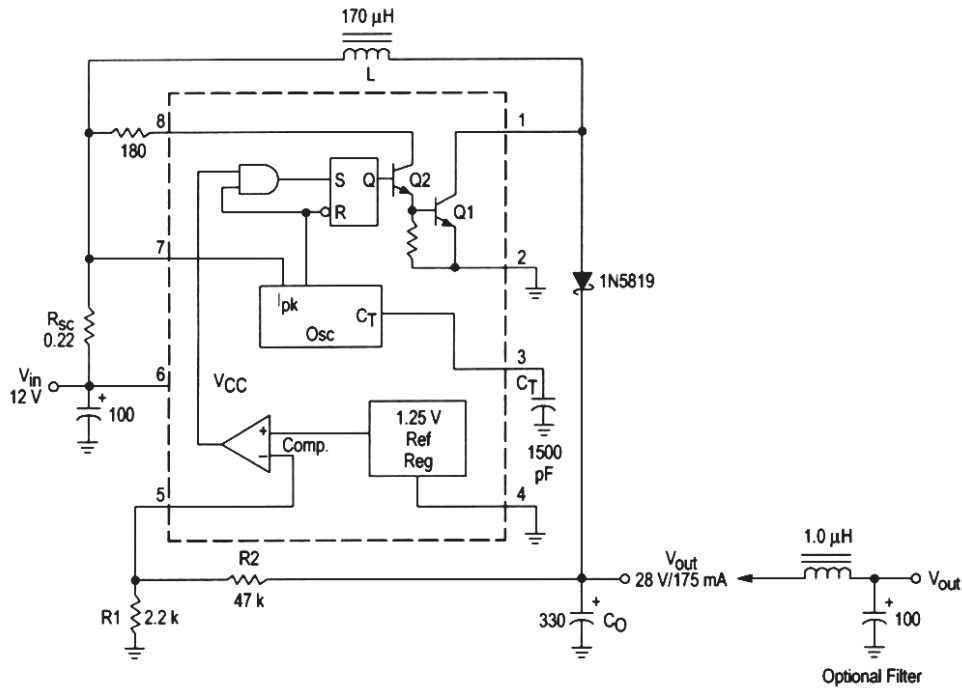 170 µH
L
8
180
1
S
Q
R
Q2
Q1
7
2
Ipk
CT
Osc
1N5819
Rsc
0.22
Vin
12 V
6
+
100
VCC
3
CT
1500
pF
+
−
Comp.
1.25 V
Ref
Reg
5
4
R2
47 k
R1
2.2 k
Vout
28 V/175 mA
330
+
CO
1.0 µH
Vout
+
100
Optional Filter